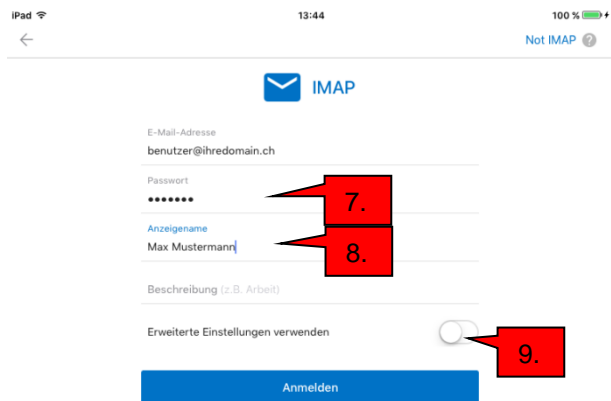 iPad 13:44 100 %
Not IMAP ?
IMAP
E-Mail-Adresse
benutzer@ihredomain.ch
Passwort
•••••••
7.
Anzeigename
Max Mustermann
8.
Beschreibung (z.B. Arbeit)
Erweiterte Einstellungen verwenden
9.
Anmelden